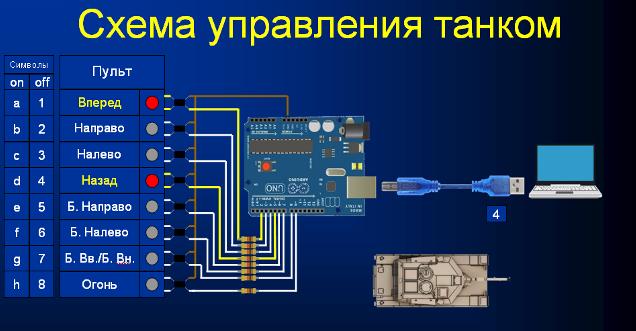 Схема управления танком
Символы
on off
Пульт
a 1 Вперед
b 2 Направо
c 3 Налево
d 4 Назад
e 5 Б. Направо
f 6 Б. Налево
g 7 Б. Вв./Б. Вн.
h 8 Огонь
UNO
ARDUINO
4